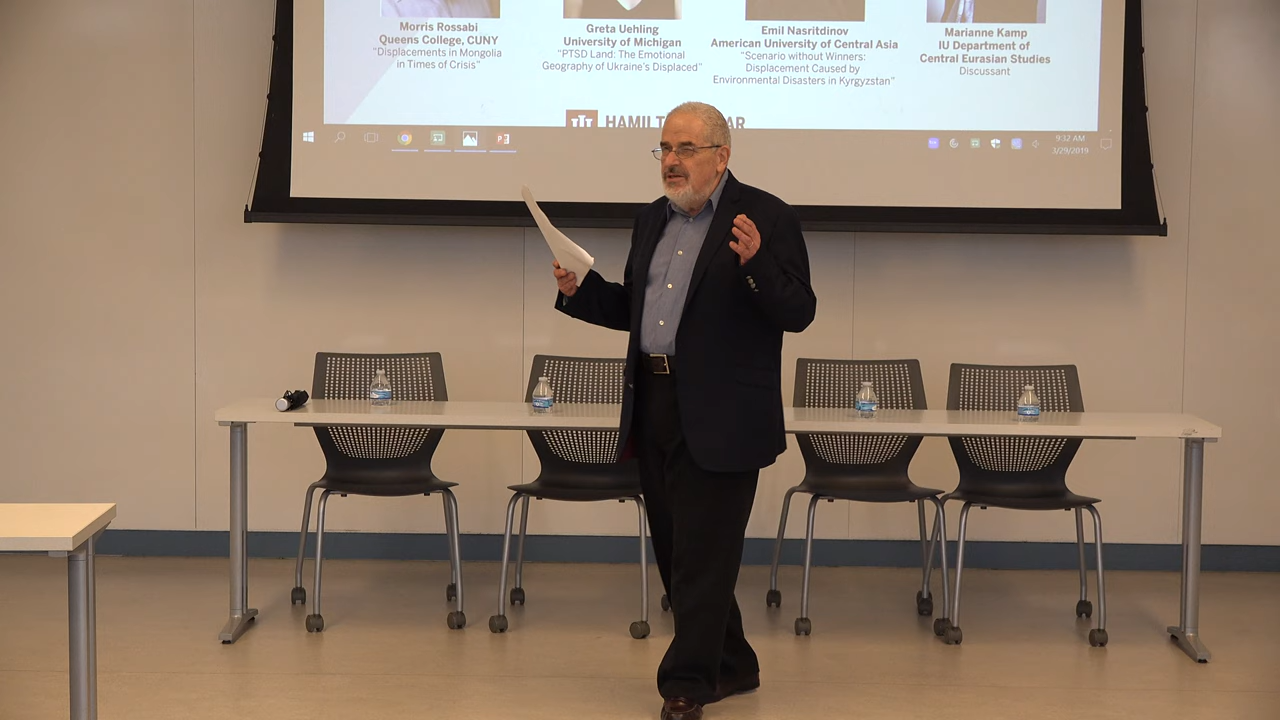 Morris Rossabi
Queens College, CUNY
"Displacements in Mongolia
in Times of Crisis"
Greta Uehling
University of Michigan
"PTSD Land: The Emotional
Geography of Ukraine's Displaced"
Emil Nasritdinov
American University of Central Asia
"Scenario without Winners:
Displacement Caused by
Environmental Disasters in Kyrgyzstan"
Marianne Kamp
IU Department of
Central Eurasian Studies
Discussant
9:32 AM
3/29/2019